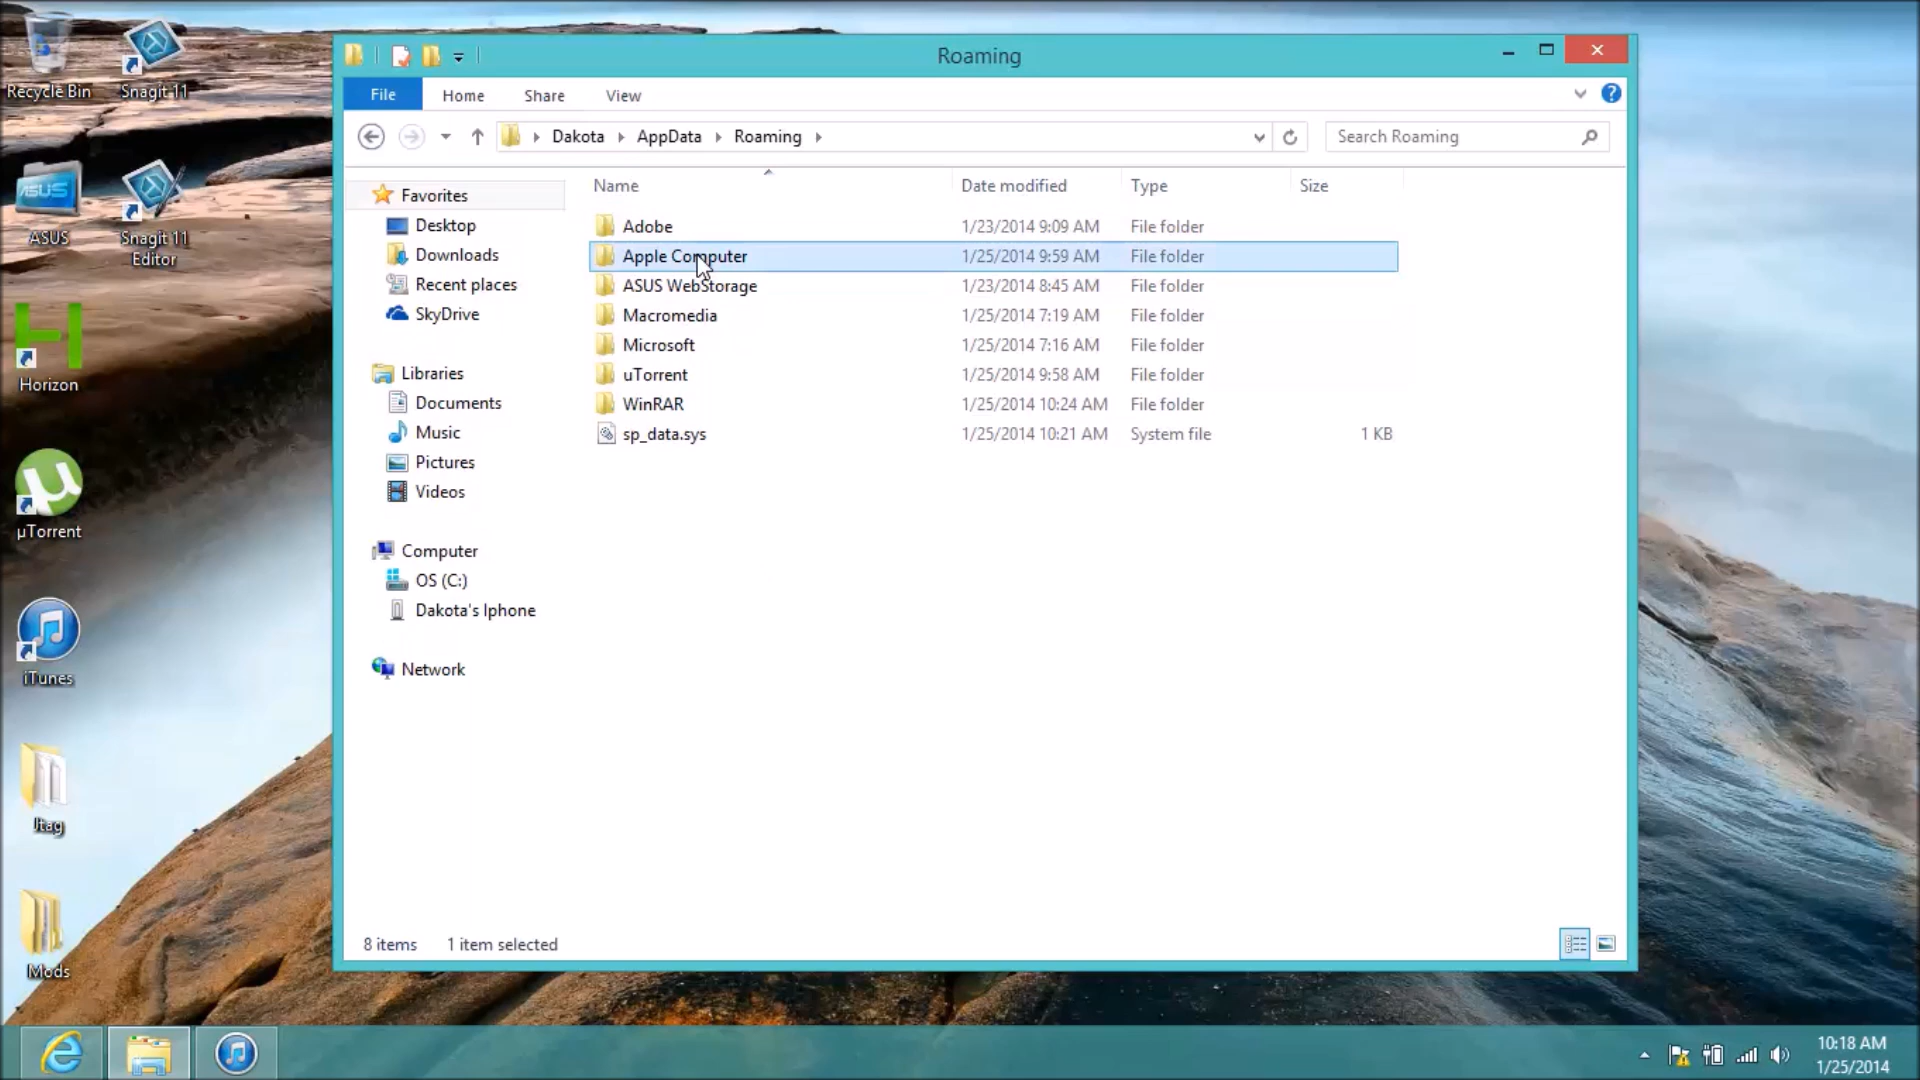 Recycle Bin
Snagit 11
ASUS
ASUS
Snagit 11
Editor
Horizon
µTorrent
iTunes
Jtag
Mods
Roaming
File
Home
Share
View
Dakota
AppData
Roaming
Search Roaming
Name
Date modified
Type
Size
Favorites
Desktop
Downloads
Recent places
SkyDrive
Libraries
Documents
Music
Pictures
Videos
Computer
OS (C:)
Dakota's Iphone
Network
Adobe 1/23/2014 9:09 AM File folder
Apple Computer 1/25/2014 9:59 AM File folder
ASUS WebStorage 1/23/2014 8:45 AM File folder
Macromedia 1/25/2014 7:19 AM File folder
Microsoft 1/25/2014 7:16 AM File folder
uTorrent 1/25/2014 9:58 AM File folder
WinRAR 1/25/2014 10:24 AM File folder
sp_data.sys 1/25/2014 10:21 AM System file 1 KB
8 items 1 item selected
10:18 AM
1/25/2014